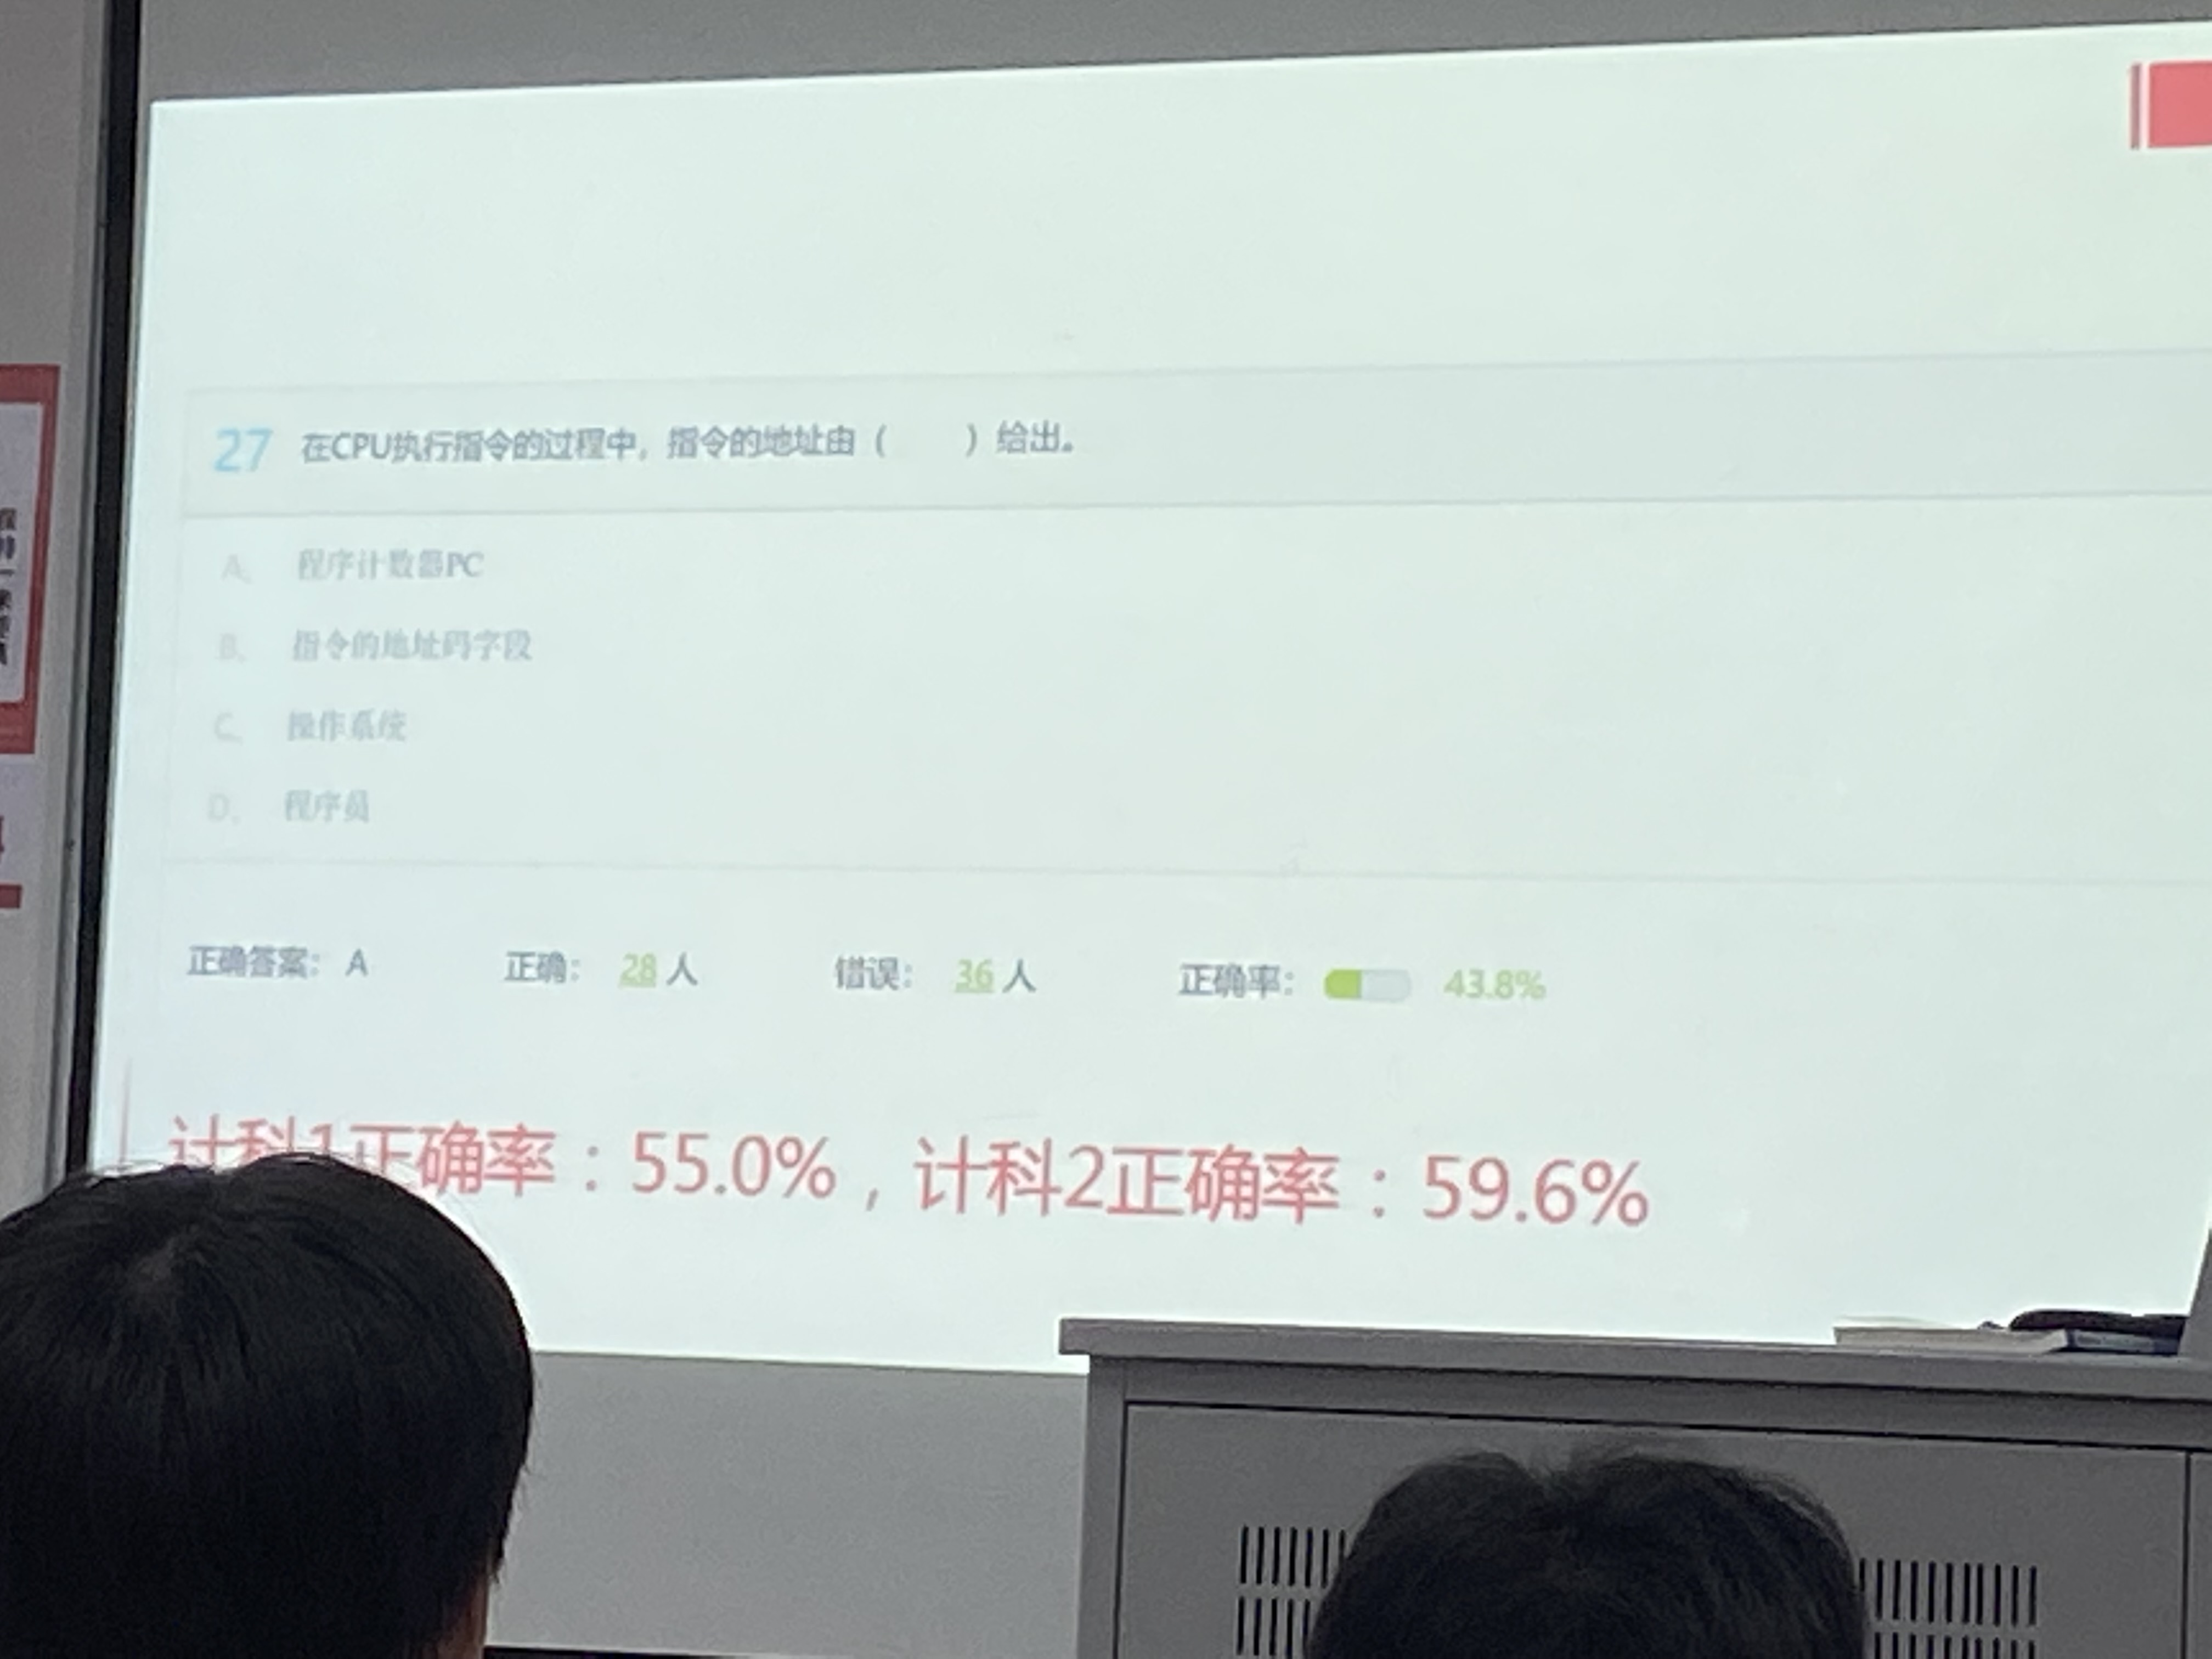 27 在CPU执行指令的过程中，指令的地址由（ ）给出。
A、 程序计数器PC
B、 指令的地址码字段
C、 操作系统
D、 程序员
正确答案： A 正确： 28 人 错误： 36 人 正确率： 43.8%
计科1正确率：55.0%，计科2正确率：59.6%